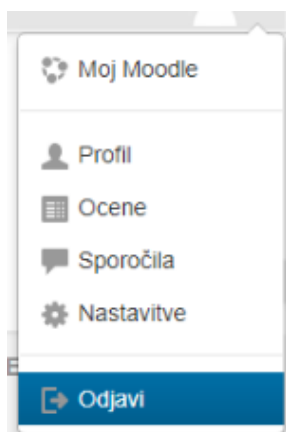 Moj Moodle
Profil
Ocene
Sporočila
Nastavitve
Odjavi